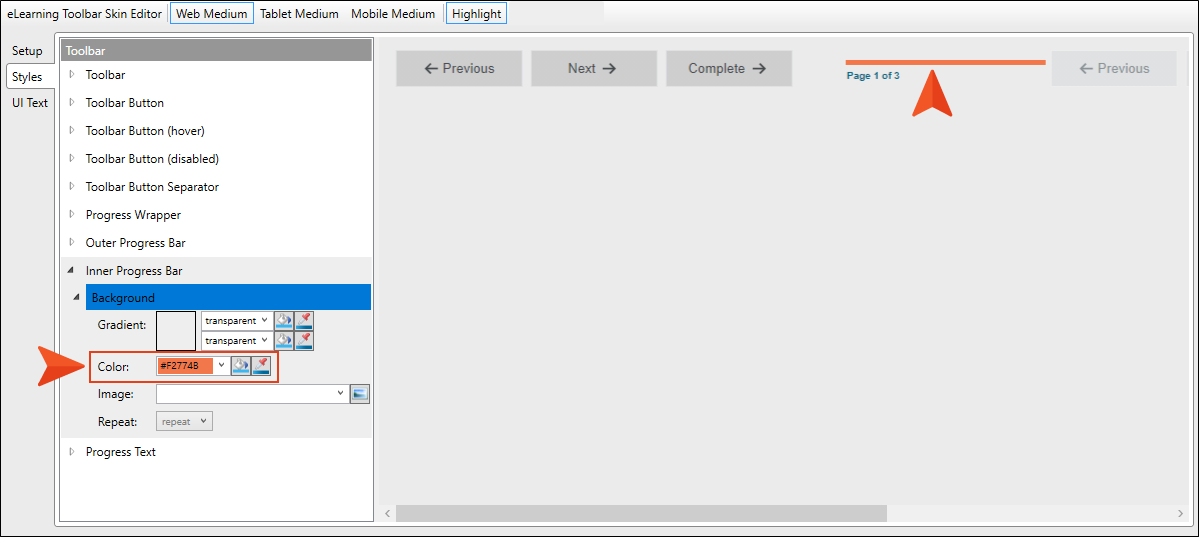 eLearning Toolbar Skin Editor Web Medium Tablet Medium Mobile Medium Highlight
Setup
Styles
UI Text
Toolbar
Toolbar
Toolbar Button
Toolbar Button (hover)
Toolbar Button (disabled)
Toolbar Button Separator
Progress Wrapper
Outer Progress Bar
Inner Progress Bar
Background
Gradient: transparent
transparent
Color: #F2774B
Image:
Repeat: repeat
Progress Text
← Previous Next → Complete → ← Previous
Page 1 of 3